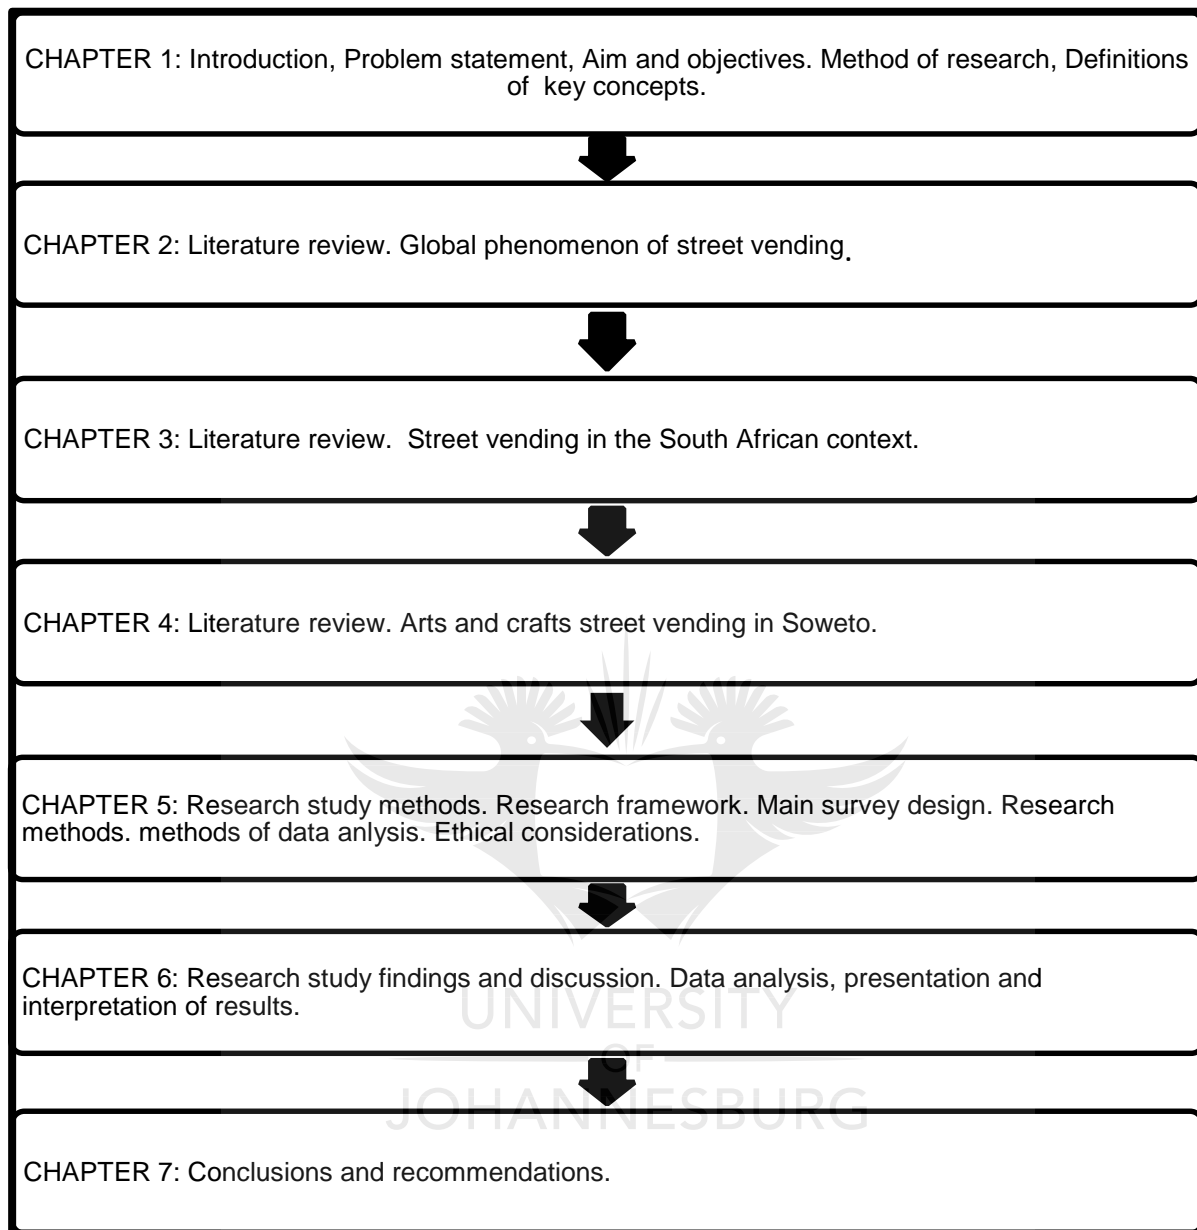 CHAPTER 1: Introduction, Problem statement, Aim and objectives. Method of research, Definitions
of key concepts.
CHAPTER 2: Literature review. Global phenomenon of street vending.
CHAPTER 3: Literature review. Street vending in the South African context.
CHAPTER 4: Literature review. Arts and crafts street vending in Soweto.
CHAPTER 5: Research study methods. Research framework. Main survey design. Research
methods. methods of data anlysis. Ethical considerations.
CHAPTER 6: Research study findings and discussion. Data analysis, presentation and
interpretation of results.
UNIVERSITY
OF
JOHANNESBURG
CHAPTER 7: Conclusions and recommendations.